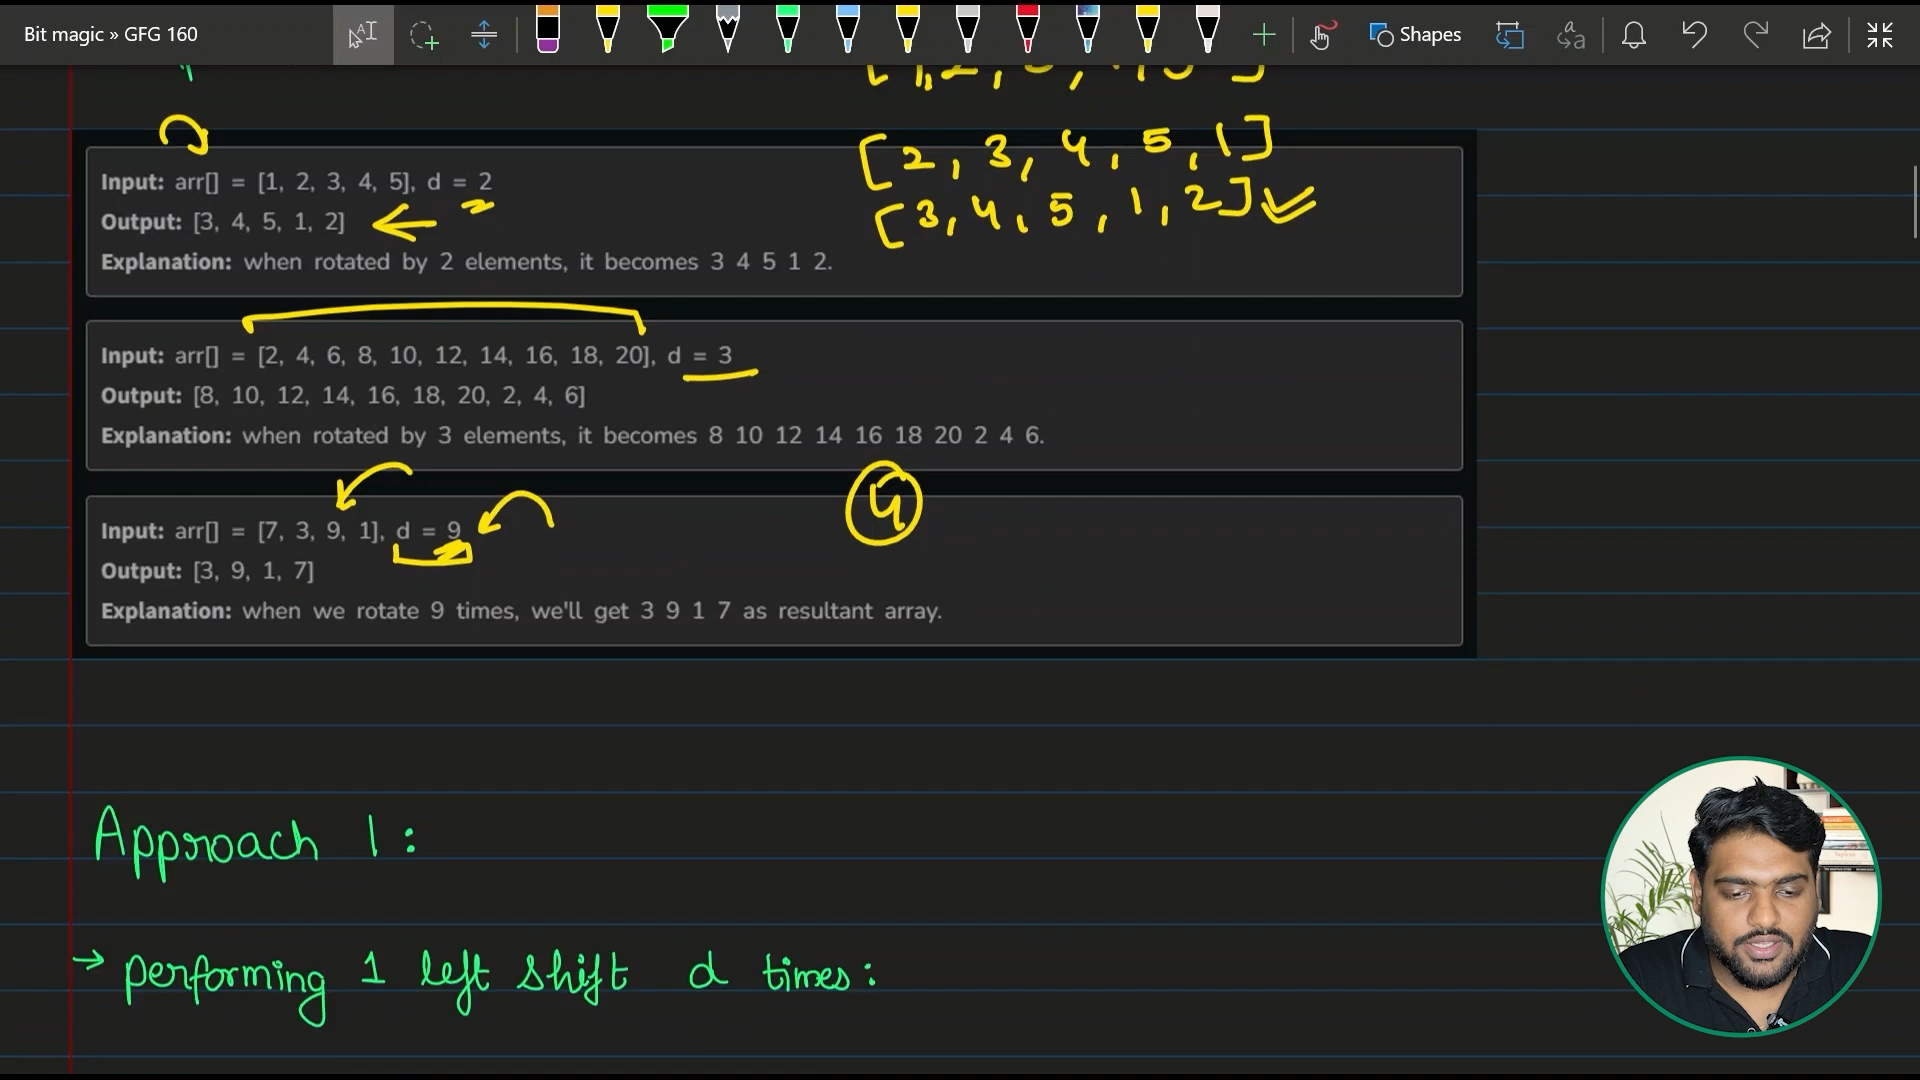 Bit magic » GFG 160
Shapes
[2, 3, 4, 5, 1]
Input: arr[] = [1, 2, 3, 4, 5], d = 2
[3, 4, 5, 1, 2]
Output: [3, 4, 5, 1, 2]
Explanation: when rotated by 2 elements, it becomes 3 4 5 1 2.
Input: arr[] = [2, 4, 6, 8, 10, 12, 14, 16, 18, 20], d = 3
Output: [8, 10, 12, 14, 16, 18, 20, 2, 4, 6]
Explanation: when rotated by 3 elements, it becomes 8 10 12 14 16 18 20 2 4 6.
4
Input: arr[] = [7, 3, 9, 1], d = 9
Output: [3, 9, 1, 7]
Explanation: when we rotate 9 times, we'll get 3 9 1 7 as resultant array.
Approach 1:
→ performing 1 left shift d times: